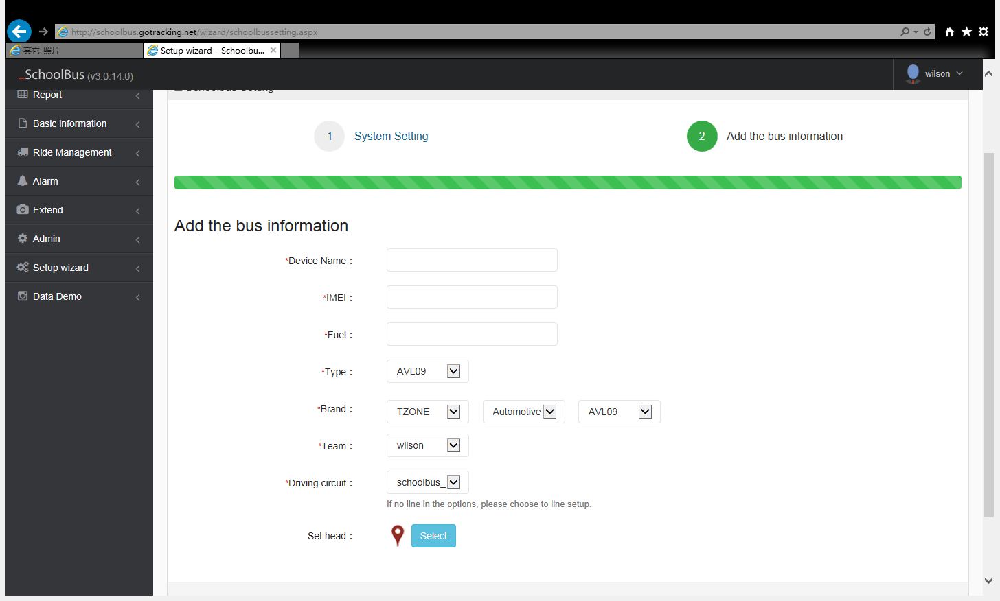 http://schoolbus.gotracking.net/wizard/schoolbussetting.aspx
其它-照片
Setup wizard - Schoolbu...
...SchoolBus (v3.0.14.0)
wilson
Report
Basic information
Ride Management
Alarm
Extend
Admin
Setup wizard
Data Demo
1 System Setting
2 Add the bus information
Add the bus information
*Device Name：
*IMEI：
*Fuel：
*Type： AVL09
*Brand： TZONE Automotive AVL09
*Team： wilson
*Driving circuit： schoolbus_
If no line in the options, please choose to line setup.
Set head： Select